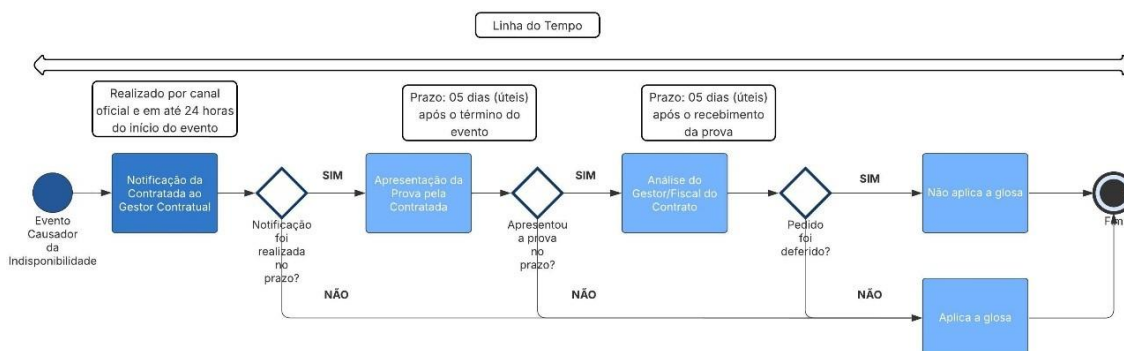 Linha do Tempo
Realizado por canal
oficial e em até 24 horas
do início do evento
Prazo: 05 dias (úteis)
após o término do
evento
Prazo: 05 dias (úteis)
após o recebimento
da prova
Evento
Causador
da
Indisponibilidade
Notificação da
Contratada ao
Gestor Contratual
Notificação
foi
realizada
no
prazo?
SIM
NÃO
Apresentação da
Prova pela
Contratada
Apresentou
a prova no
prazo?
SIM
NÃO
Análise do
Gestor/Fiscal do
Contrato
Pedido
foi
deferido?
SIM
NÃO
Não aplica a glosa
Aplica a glosa
Fim